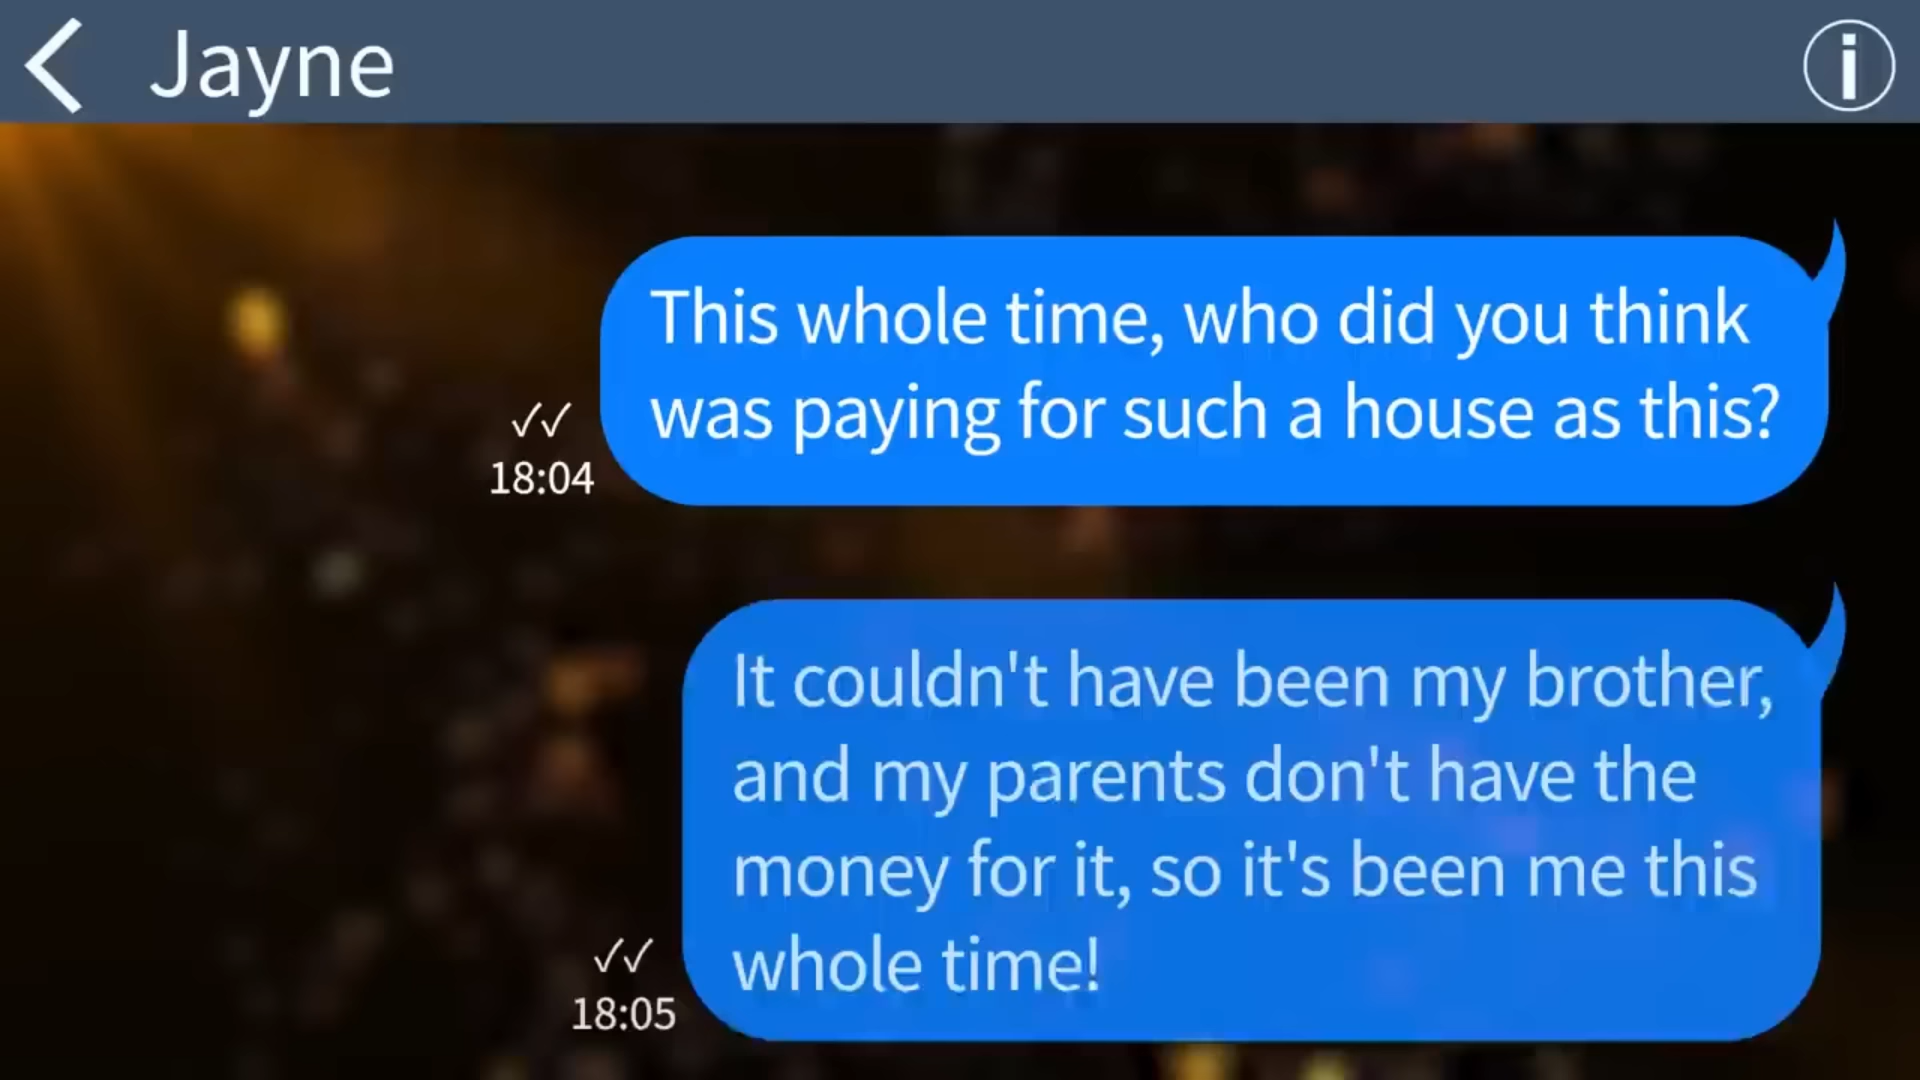 Jayne
This whole time, who did you think
was paying for such a house as this?
✓✓
18:04
It couldn't have been my brother,
and my parents don't have the
money for it, so it's been me this
whole time!
✓✓
18:05